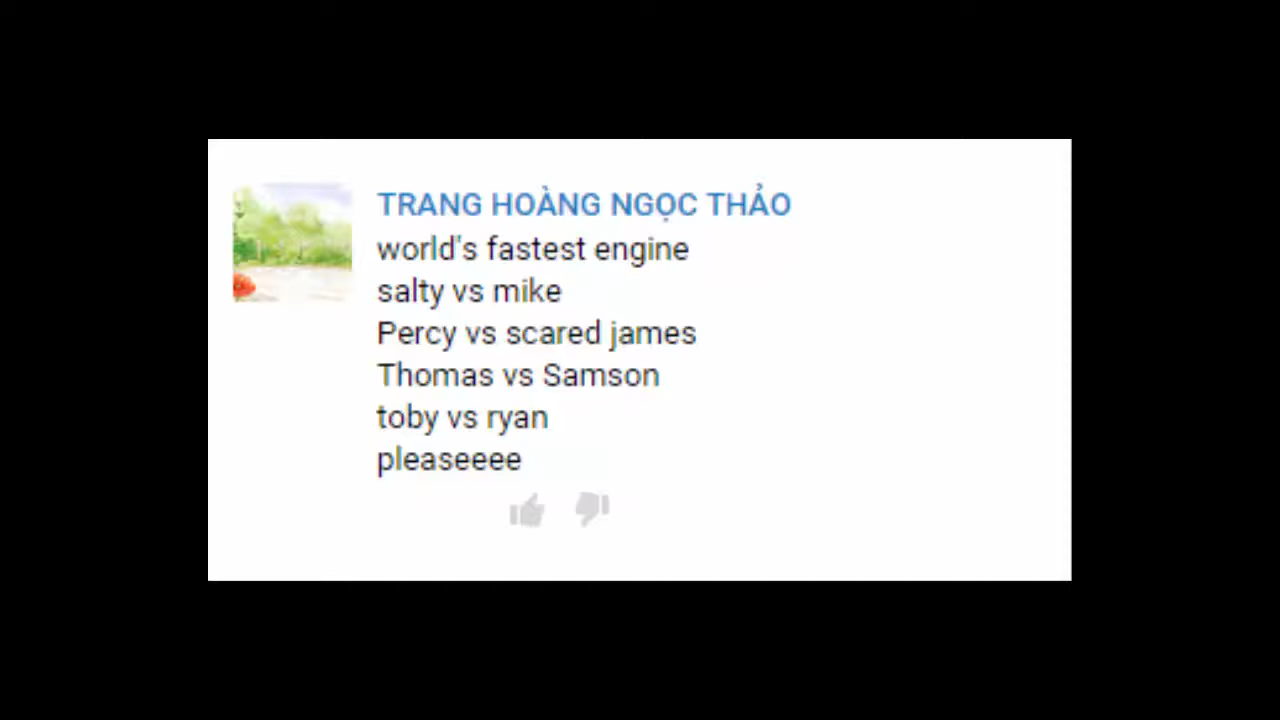 TRANG HOÀNG NGỌC THẢO
world's fastest engine
salty vs mike
Percy vs scared james
Thomas vs Samson
toby vs ryan
pleaseeee